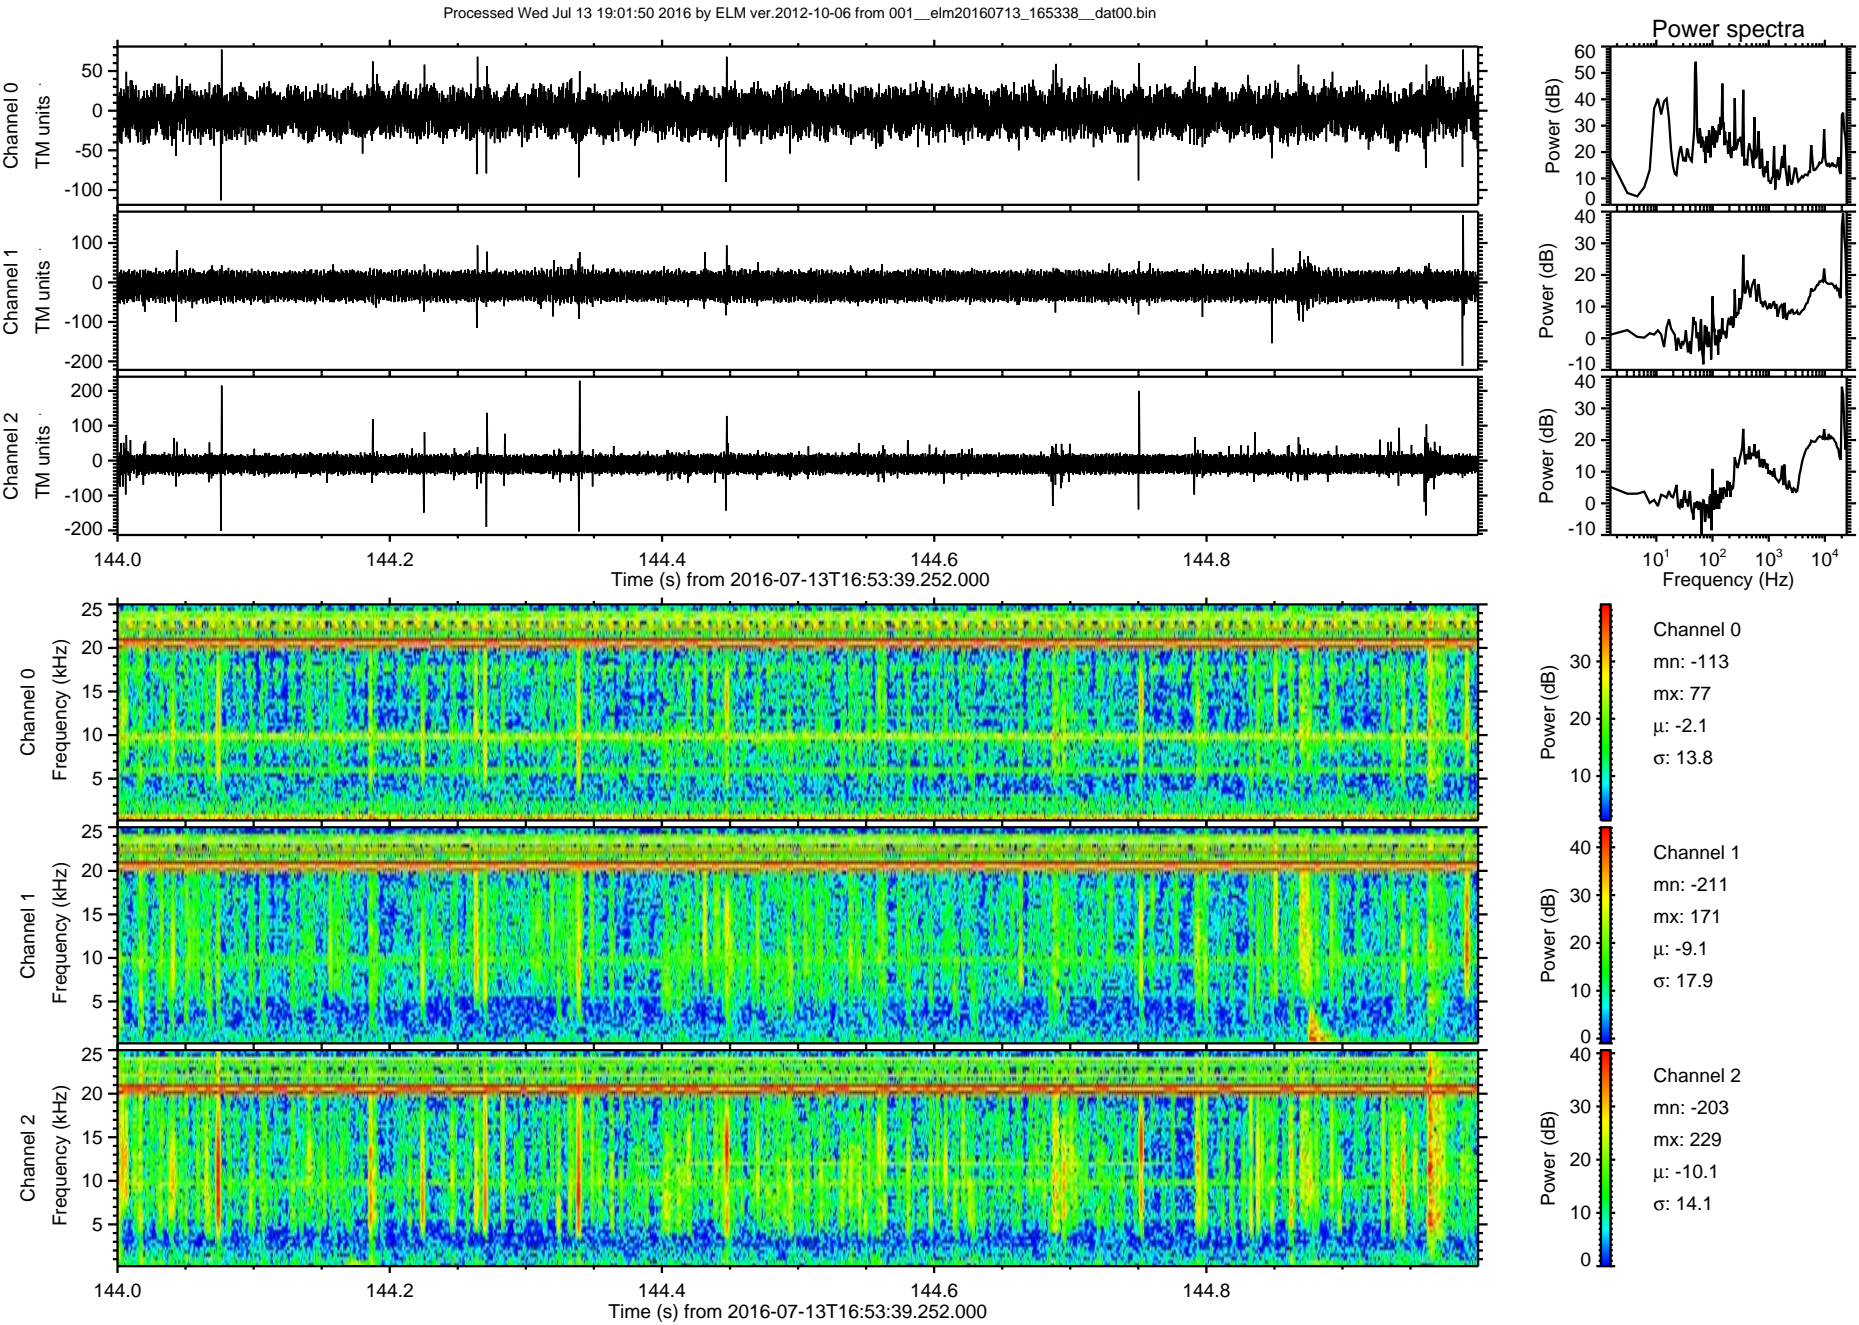 Processed Wed Jul 13 19:01:50 2016 by ELM ver.2012-10-06 from 001__elm20160713_165338__dat00.bin
Power spectra
Channel 0
TM units
50
0
-50
-100
Power (dB)
60
50
40
30
20
10
0
Channel 1
TM units
100
0
-100
-200
Power (dB)
40
30
20
10
0
-10
Channel 2
TM units
200
100
0
-100
-200
Power (dB)
40
30
20
10
0
-10
144.0 144.2 144.4 144.6 144.8
Time (s) from 2016-07-13T16:53:39.252.000
10¹ 10² 10³ 10⁴
Frequency (Hz)
Channel 0
Frequency (kHz)
25
20
15
10
5
Power (dB)
30
20
10
Channel 0
mn: -113
mx: 77
μ: -2.1
σ: 13.8
Channel 1
Frequency (kHz)
25
20
15
10
5
Power (dB)
40
30
20
10
0
Channel 1
mn: -211
mx: 171
μ: -9.1
σ: 17.9
Channel 2
Frequency (kHz)
25
20
15
10
5
Power (dB)
40
30
20
10
0
Channel 2
mn: -203
mx: 229
μ: -10.1
σ: 14.1
144.0 144.2 144.4 144.6 144.8
Time (s) from 2016-07-13T16:53:39.252.000